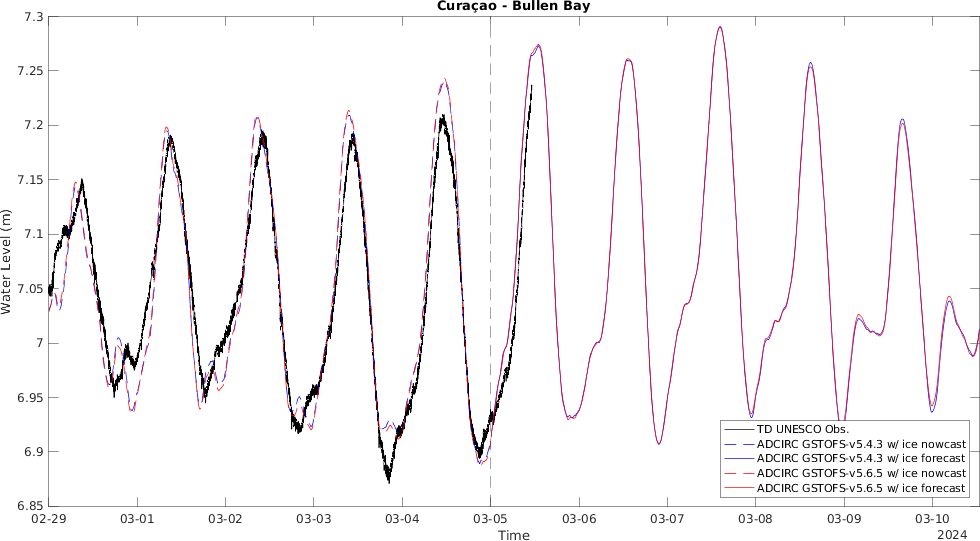 Curaçao - Bullen Bay
Water Level (m)
7.3
7.25
7.2
7.15
7.1
7.05
7
6.95
6.9
6.85
TD UNESCO Obs.
ADCIRC GSTOFS-v5.4.3 w/ ice nowcast
ADCIRC GSTOFS-v5.4.3 w/ ice forecast
ADCIRC GSTOFS-v5.6.5 w/ ice nowcast
ADCIRC GSTOFS-v5.6.5 w/ ice forecast
02-29 03-01 03-02 03-03 03-04 03-05 03-06 03-07 03-08 03-09 03-10
Time
2024